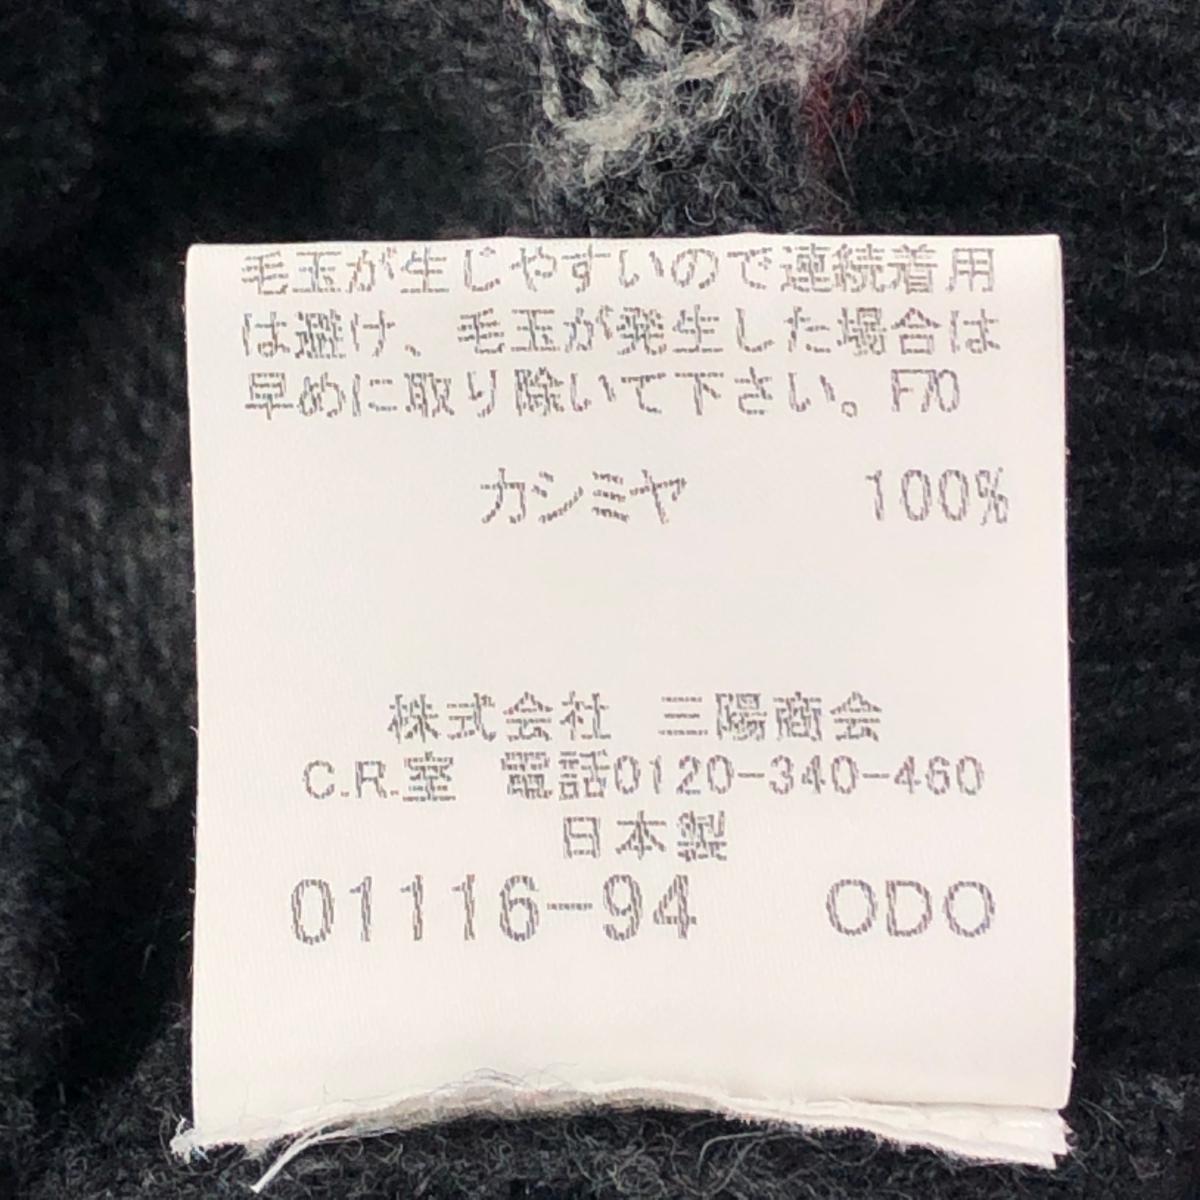 毛玉が生じやすいので連続着用
は避け、毛玉が発生した場合は
早めに取り除いて下さい。F70
カシミヤ 100%
株式会社 三陽商会
C.R.室 電話0120-340-460
日本製
01116-94 ODO